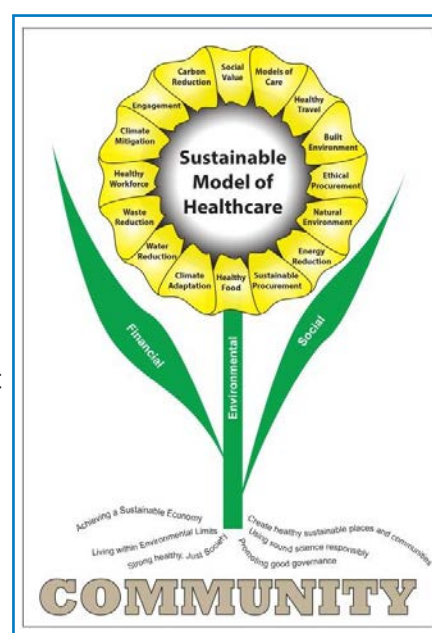 Sustainable
Model of
Healthcare
Social
Value
Models of
Care
Healthy
Travel
Built
Environment
Ethical
Procurement
Natural
Environment
Energy
Reduction
Sustainable
Procurement
Healthy
Food
Climate
Adaptation
Water
Reduction
Waste
Reduction
Healthy
Workforce
Climate
Mitigation
Engagement
Carbon
Reduction
Financial
Environmental
Social
Achieving a Sustainable Economy
Living within Environmental Limits
Strong healthy, Just Society
Create healthy sustainable places and communities
Using sound science responsibly
Promoting good governance
COMMUNITY